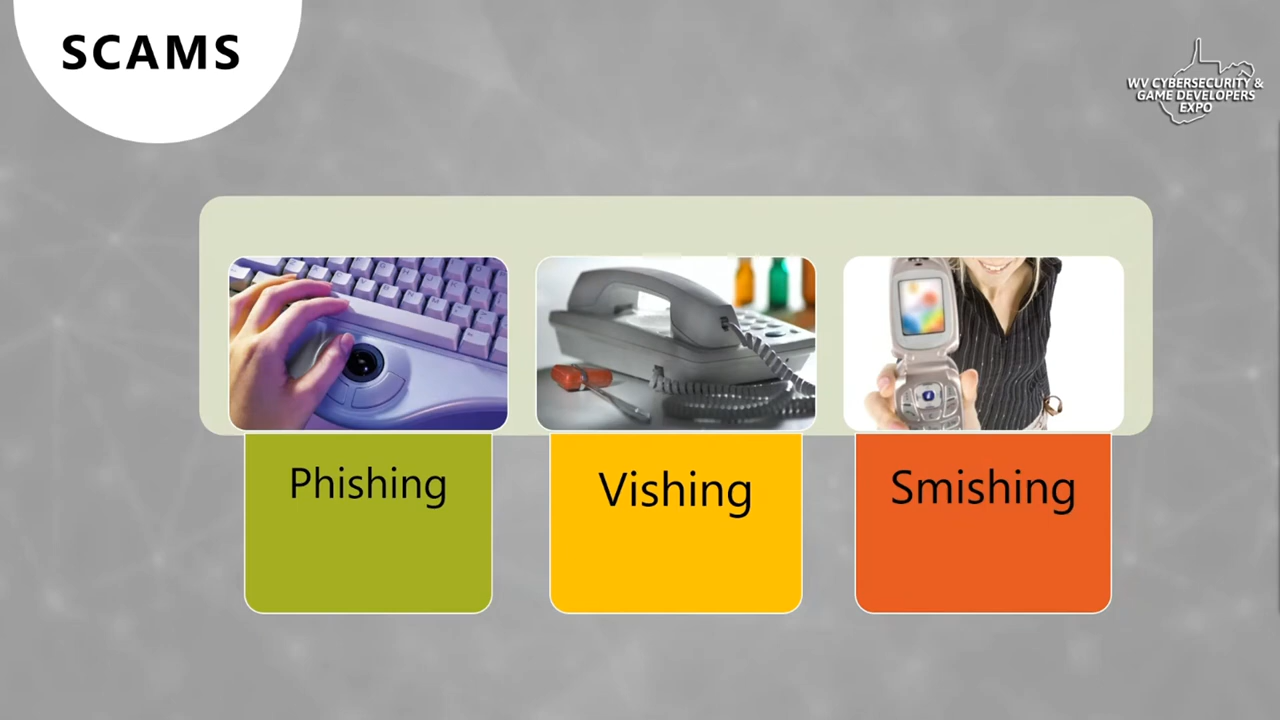 SCAMS
WV CYBERSECURITY &
GAME DEVELOPERS
EXPO
Phishing
Vishing
Smishing